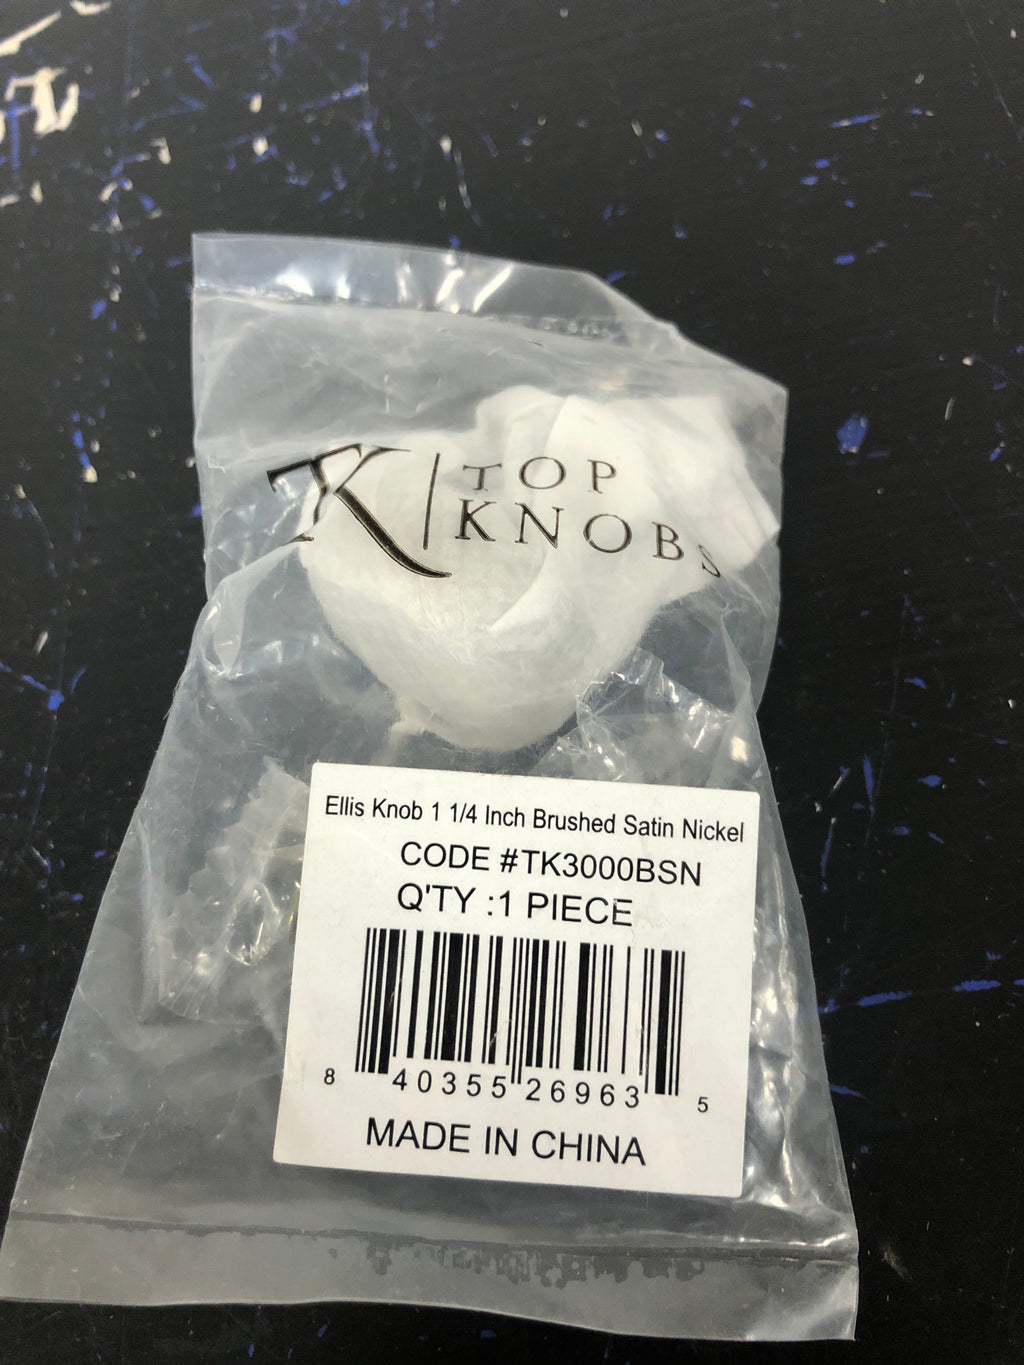 TK TOP
KNOBS
Ellis Knob 1 1/4 Inch Brushed Satin Nickel
CODE #TK3000BSN
Q'TY :1 PIECE
8 40355 26963 5
MADE IN CHINA